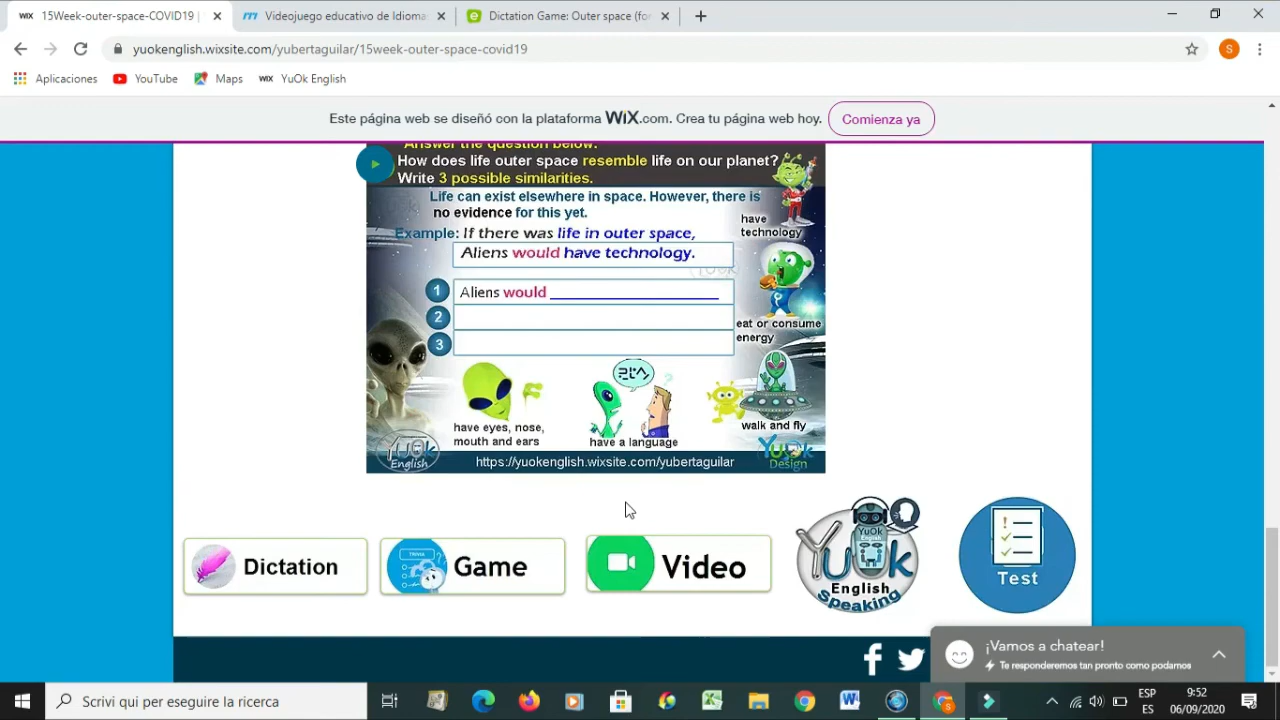 15Week-outer-space-COVID19 |
Videojuego educativo de Idioma
Dictation Game: Outer space (for
yuokenglish.wixsite.com/yubertaguilar/15week-outer-space-covid19
S
Aplicaciones
YouTube
Maps
WIX YuOk English
Este página web se diseñó con la plataforma WiX.com. Crea tu página web hoy.
Comienza ya
Answer the question below.
How does life outer space resemble life on our planet?
Write 3 possible similarities.
Life can exist elsewhere in space. However, there is
no evidence for this yet.
Example: If there was life in outer space,
Aliens would have technology.
have
technology
1 Aliens would
2
3
eat or consume
energy
have eyes, nose,
mouth and ears
have a language
walk and fly
YuOk
English
https://yuokenglish.wixsite.com/yubertaguilar
YuOk
Design
Dictation
Game
Video
YuOk
English
Speaking
Test
¡Vamos a chatear!
Te responderemos tan pronto como podamos
Scrivi qui per eseguire la ricerca
ESP
ES
9:52
06/09/2020